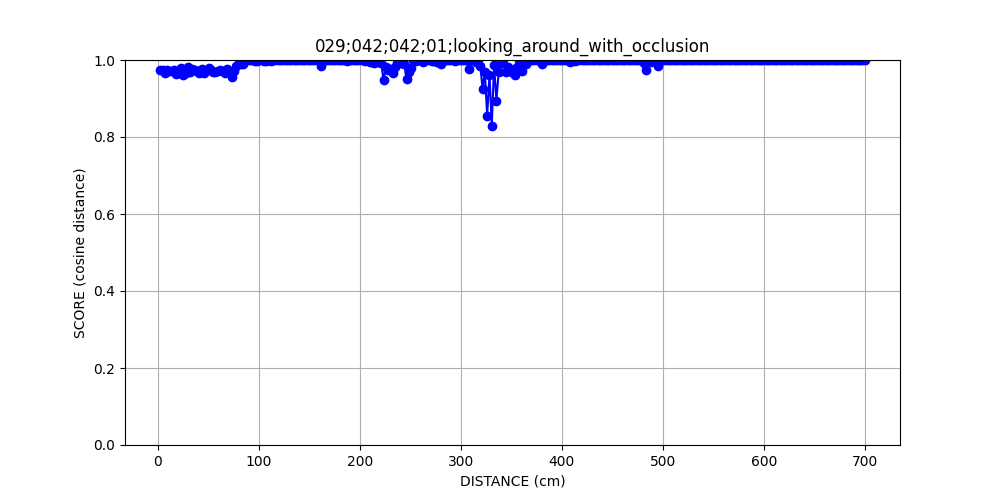 029;042;042;01;looking_around_with_occlusion
1.0
0.8
0.6
0.4
0.2
0.0
SCORE (cosine distance)
0 100 200 300 400 500 600 700
DISTANCE (cm)